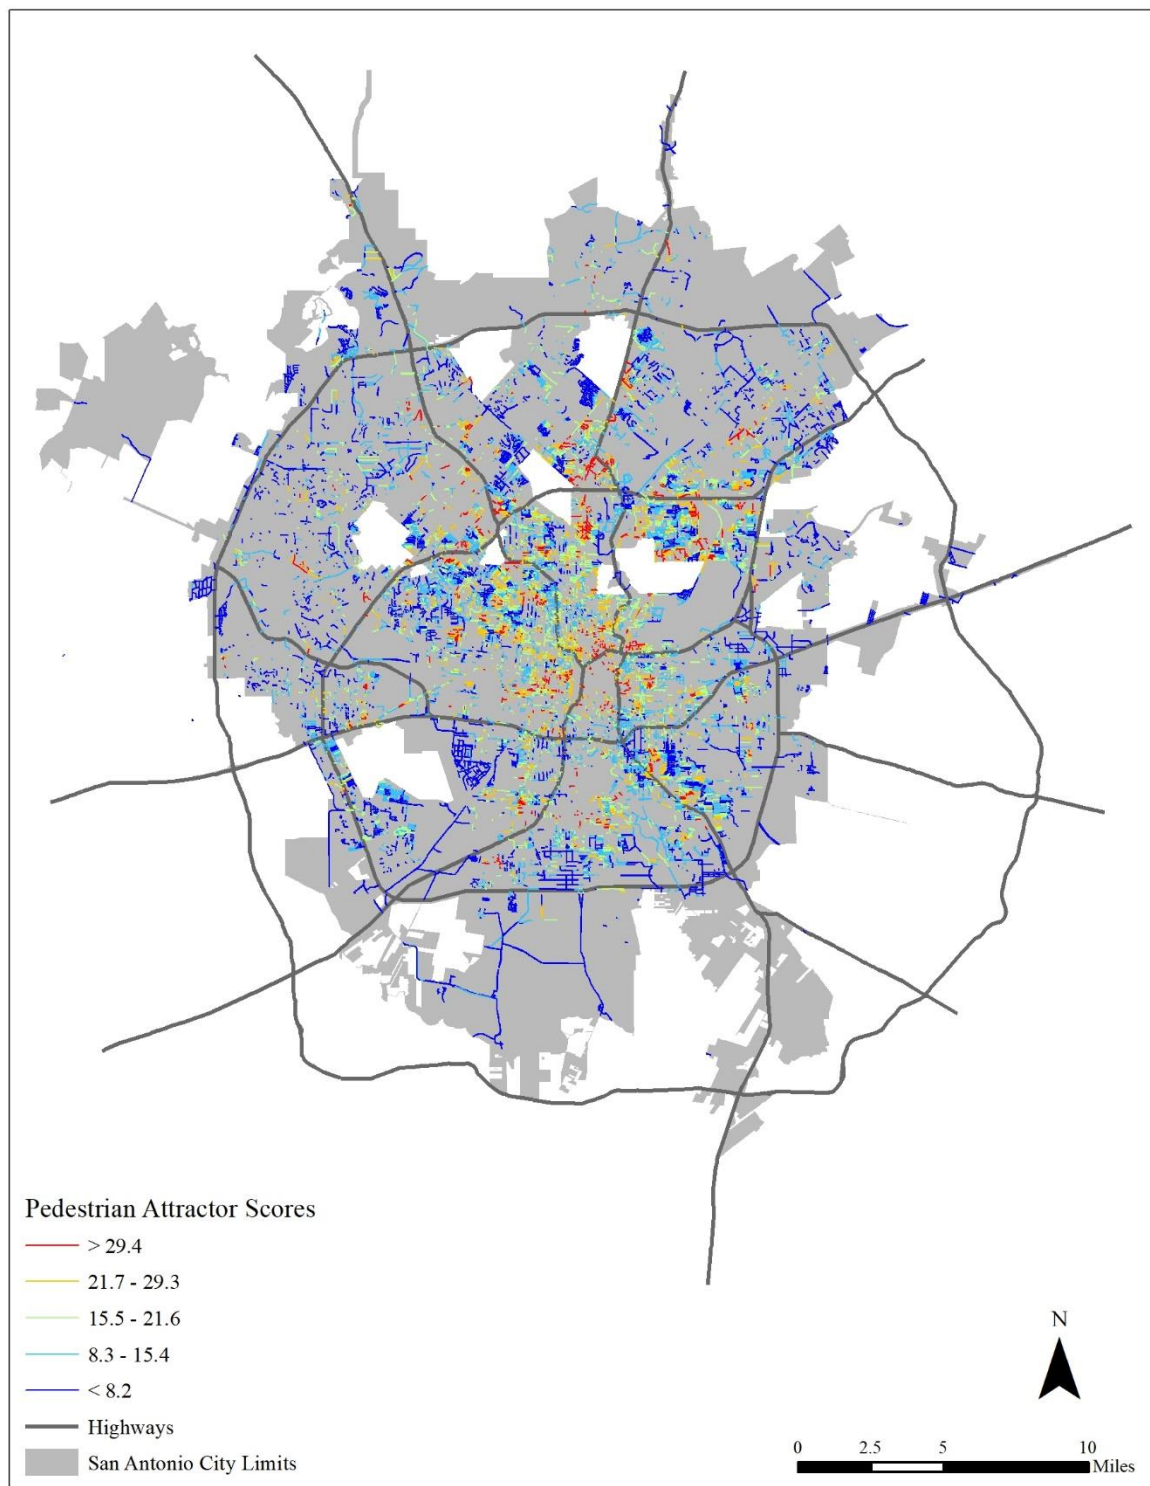 Pedestrian Attractor Scores
> 29.4
21.7 - 29.3
15.5 - 21.6
8.3 - 15.4
< 8.2
Highways
San Antonio City Limits
N
0 2.5 5 10
Miles